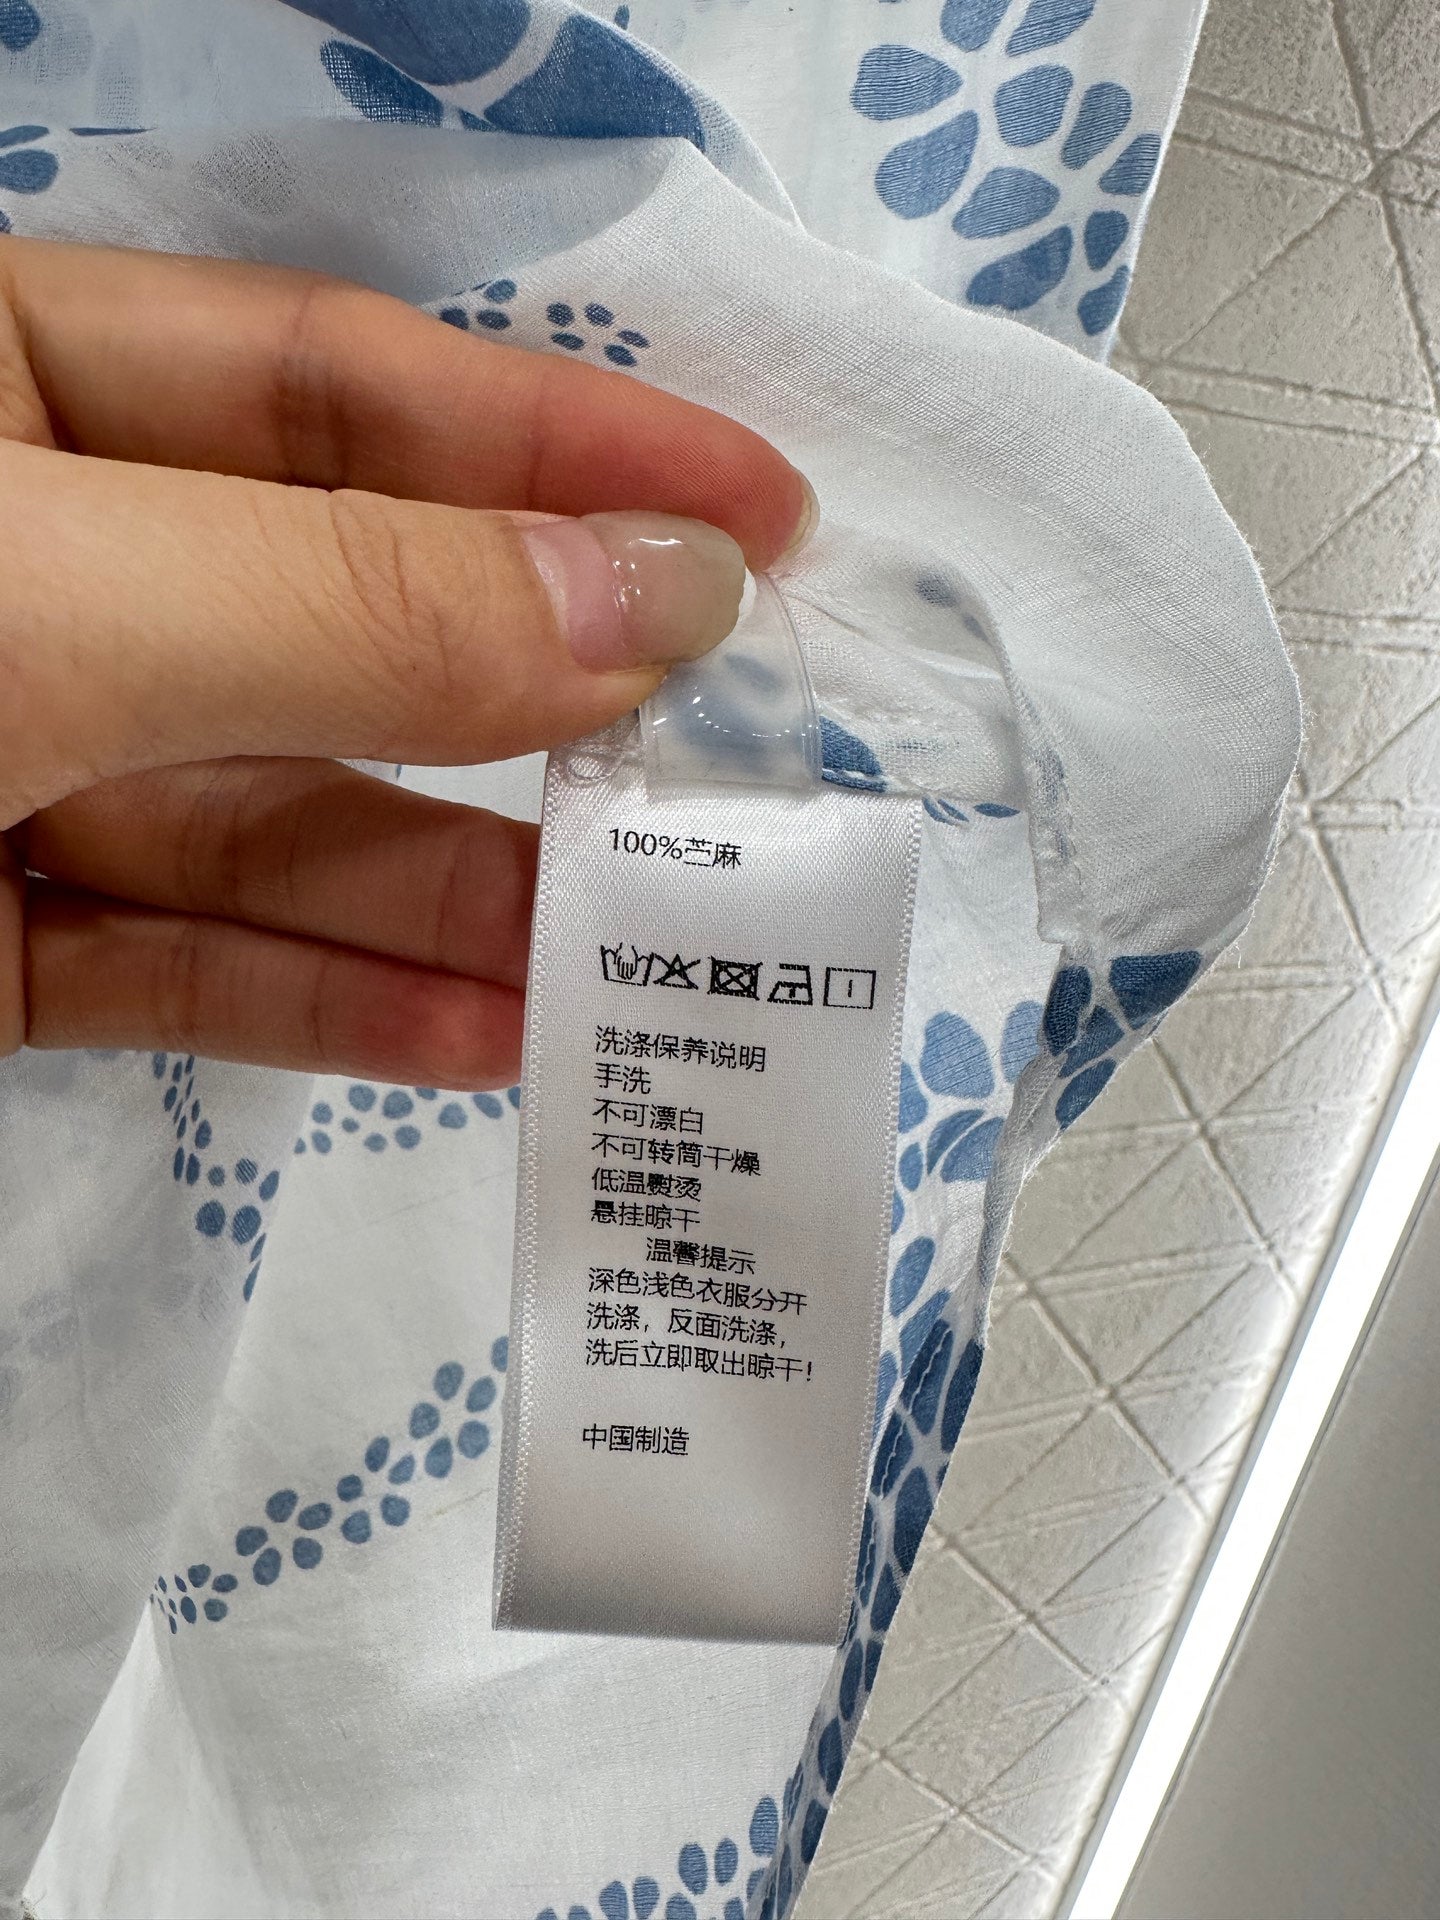 100%苎麻
洗涤保养说明
手洗
不可漂白
不可转筒干燥
低温熨烫
悬挂晾干
温馨提示
深色浅色衣服分开
洗涤，反面洗涤，
洗后立即取出晾干！
中国制造